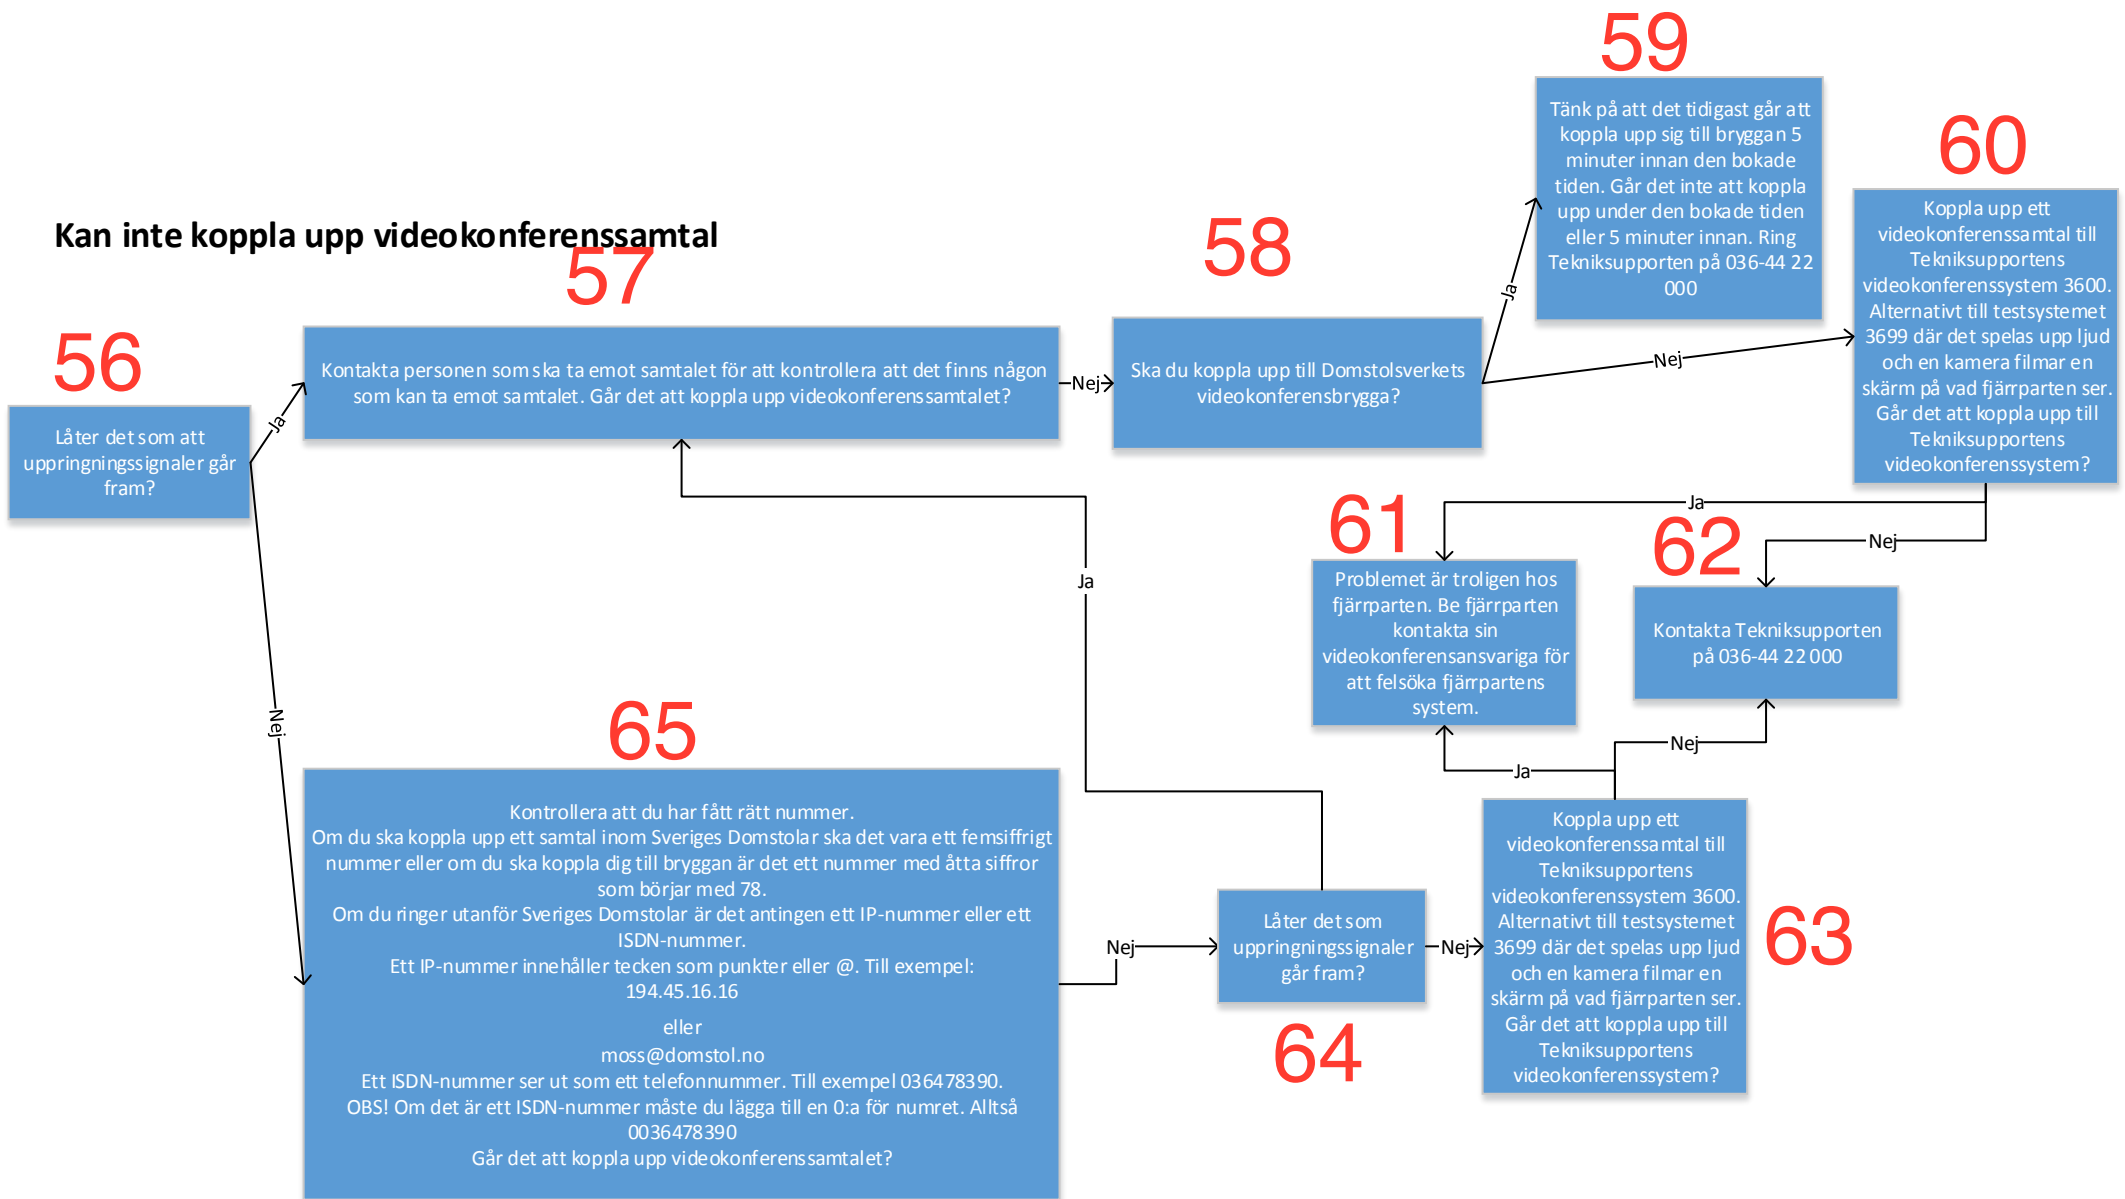 Kan inte koppla upp videokonferenssamtal
56
Låter det som att
uppringningssignaler går
fram?
Ja
Nej
57
Kontakta personen som ska ta emot samtalet för att kontrollera att det finns någon
som kan ta emot samtalet. Går det att koppla upp videokonferenssamtalet?
Nej
58
Ska du koppla upp till Domstolsverkets
videokonferensbrygga?
Ja
Nej
59
Tänk på att det tidigast går att
koppla upp sig till bryggan 5
minuter innan den bokade
tiden. Går det inte att koppla
upp under den bokade tiden
eller 5 minuter innan. Ring
Tekniksupporten på 036-44 22
000
60
Koppla upp ett
videokonferenssamtal till
Tekniksupportens
videokonferenssystem 3600.
Alternativt till testsystemet
3699 där det spelas upp ljud
och en kamera filmar en
skärm på vad fjärrparten ser.
Går det att koppla upp till
Tekniksupportens
videokonferenssystem?
Ja
Nej
61
Problemet är troligen hos
fjärrparten. Be fjärrparten
kontakta sin
videokonferensansvariga för
att felsöka fjärrpartens
system.
62
Kontakta Tekniksupporten
på 036-44 22 000
Ja
Nej
63
Koppla upp ett
videokonferenssamtal till
Tekniksupportens
videokonferenssystem 3600.
Alternativt till testsystemet
3699 där det spelas upp ljud
och en kamera filmar en
skärm på vad fjärrparten ser.
Går det att koppla upp till
Tekniksupportens
videokonferenssystem?
Nej
64
Låter det som
uppringningssignaler
går fram?
Ja
Nej
65
Kontrollera att du har fått rätt nummer.
Om du ska koppla upp ett samtal inom Sveriges Domstolar ska det vara ett femsiffrigt
nummer eller om du ska koppla dig till bryggan är det ett nummer med åtta siffror
som börjar med 78.
Om du ringer utanför Sveriges Domstolar är det antingen ett IP-nummer eller ett
ISDN-nummer.
Ett IP-nummer innehåller tecken som punkter eller @. Till exempel:
194.45.16.16
eller
moss@domstol.no
Ett ISDN-nummer ser ut som ett telefonnummer. Till exempel 036478390.
OBS! Om det är ett ISDN-nummer måste du lägga till en 0:a för numret. Alltså
0036478390
Går det att koppla upp videokonferenssamtalet?